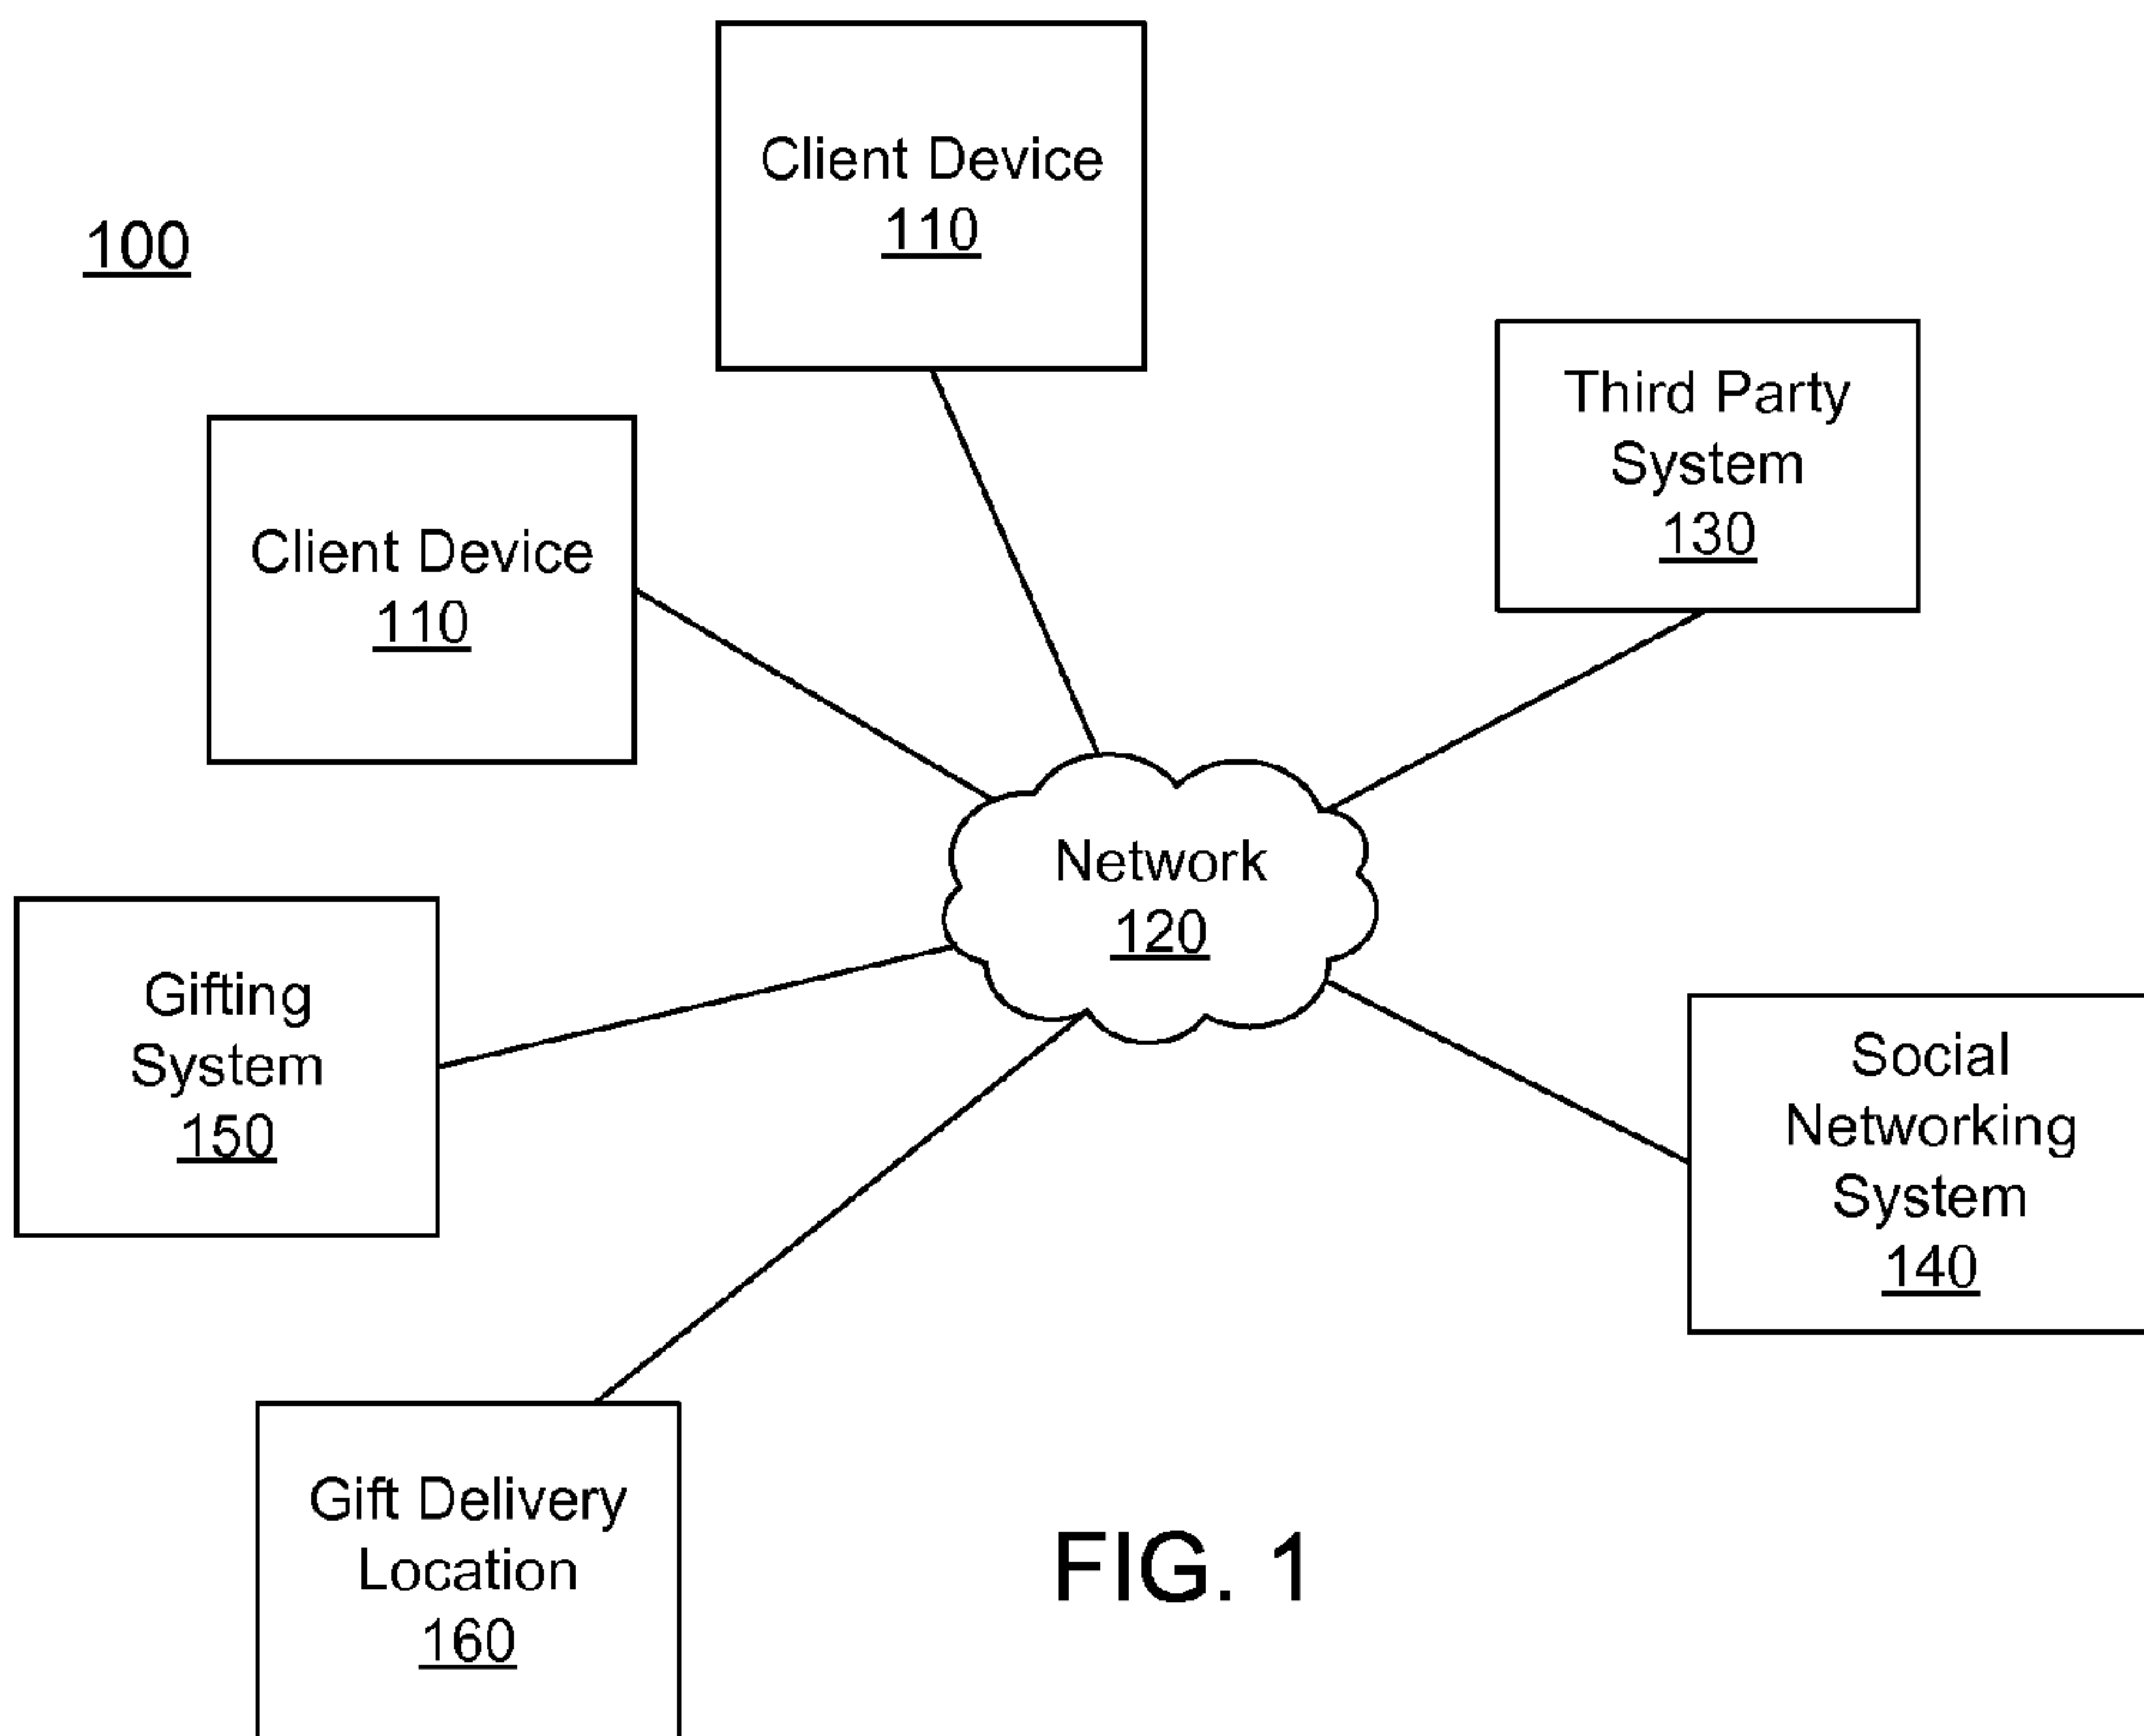 Client Device
110
100
Third Party
System
130
Client Device
110
Network
120
Gifting
System
150
Social
Networking
System
140
Gift Delivery
Location
160
FIG. 1